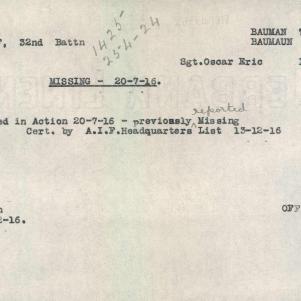 BAUMAN
32nd Battn
BAUMAUN
1425
23-4-24
Sgt.Oscar Eric
MISSING - 20-7-16.
reported
ed in Action 20-7-16 - previously Missing
Cert. by A.I.F.Headquarters List 13-12-16
-16.
OFF